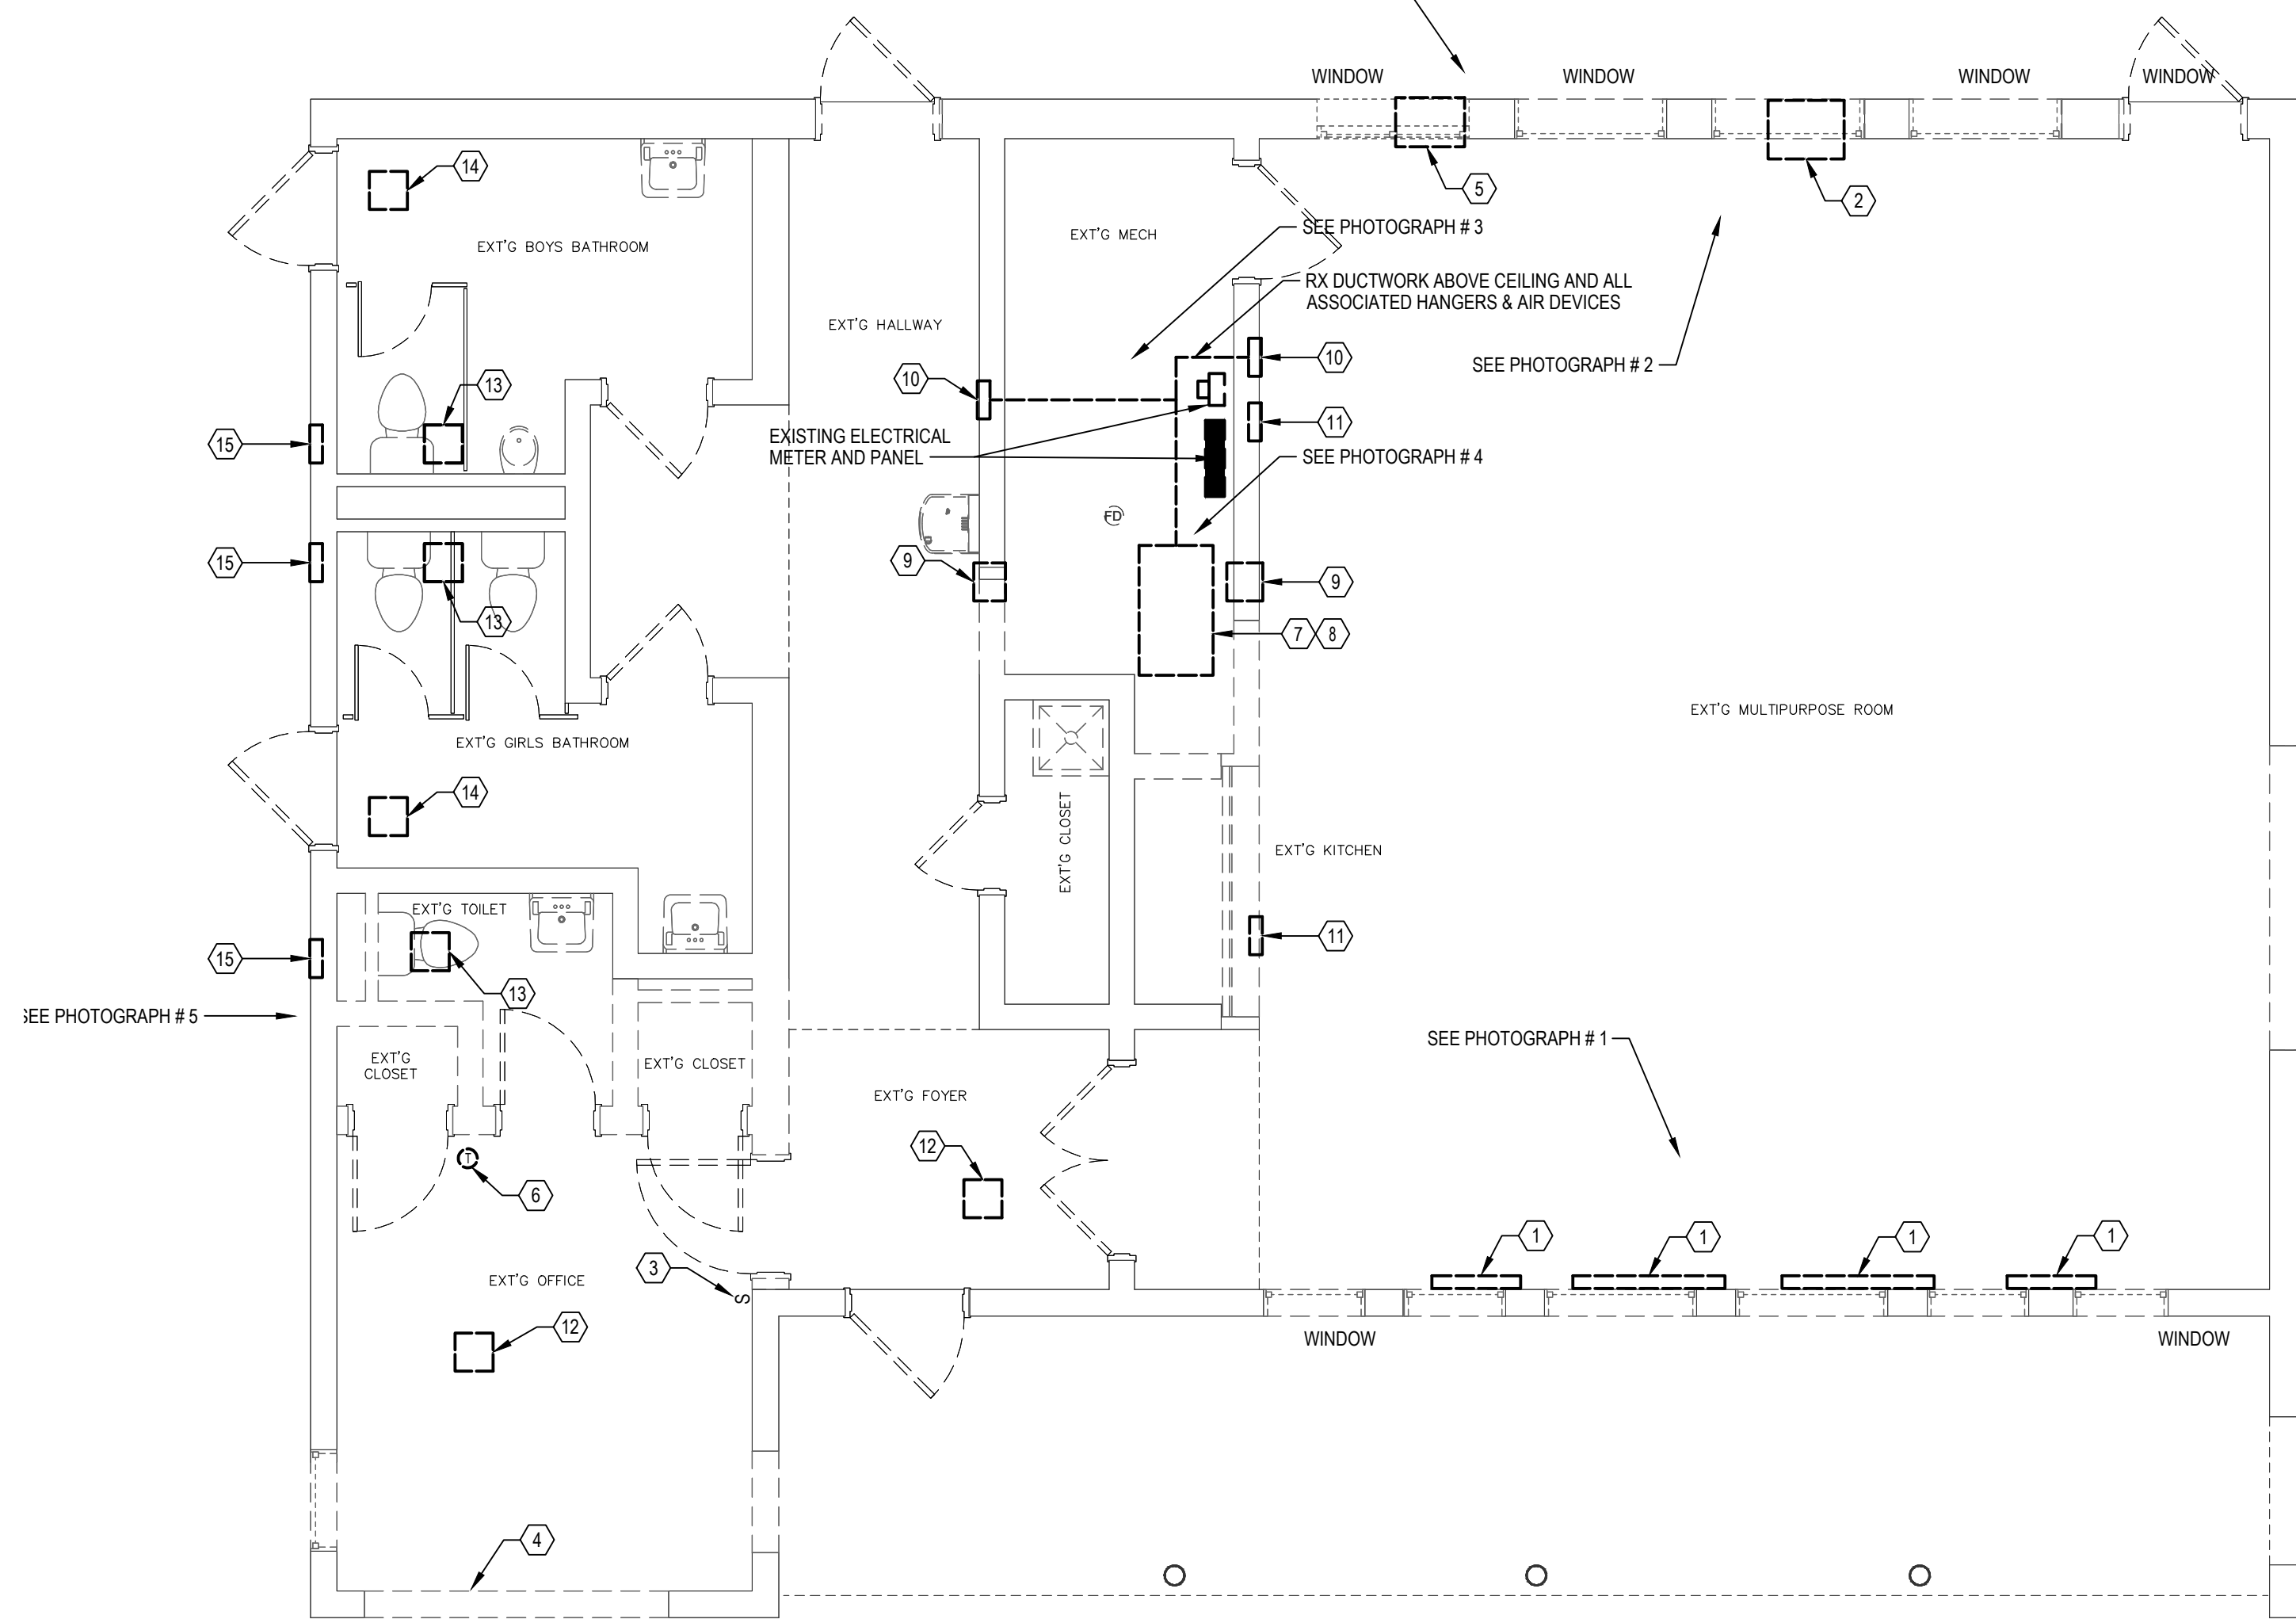 WINDOW
WINDOW
WINDOW
WINDOW
14
5
2
SEE PHOTOGRAPH # 3
EXT'G MECH
EXT'G BOYS BATHROOM
RX DUCTWORK ABOVE CEILING AND ALL
ASSOCIATED HANGERS & AIR DEVICES
EXT'G HALLWAY
10
10
SEE PHOTOGRAPH # 2
13
11
15
EXISTING ELECTRICAL
METER AND PANEL
SEE PHOTOGRAPH # 4
FD
15
9
9
13
7
8
EXT'G MULTIPURPOSE ROOM
EXT'G GIRLS BATHROOM
14
EXT'G CLOSET
EXT'G KITCHEN
EXT'G TOILET
11
15
13
SEE PHOTOGRAPH # 5
SEE PHOTOGRAPH # 1
EXT'G
CLOSET
EXT'G CLOSET
EXT'G FOYER
12
T
6
1
1
1
1
3
EXT'G OFFICE
S
12
WINDOW
WINDOW
4